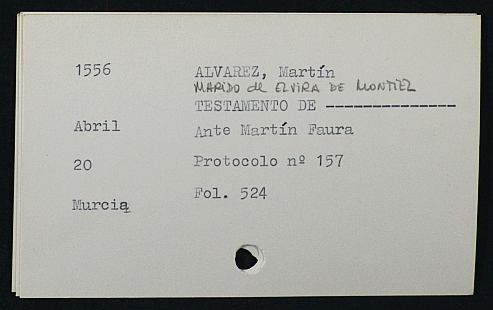 1556
ALVAREZ, Martín
MARIDO de ELVIRA DE MONTIEL
TESTAMENTO DE --------------
Abril
Ante Martín Faura
20
Protocolo nº 157
Murcia
Fol. 524